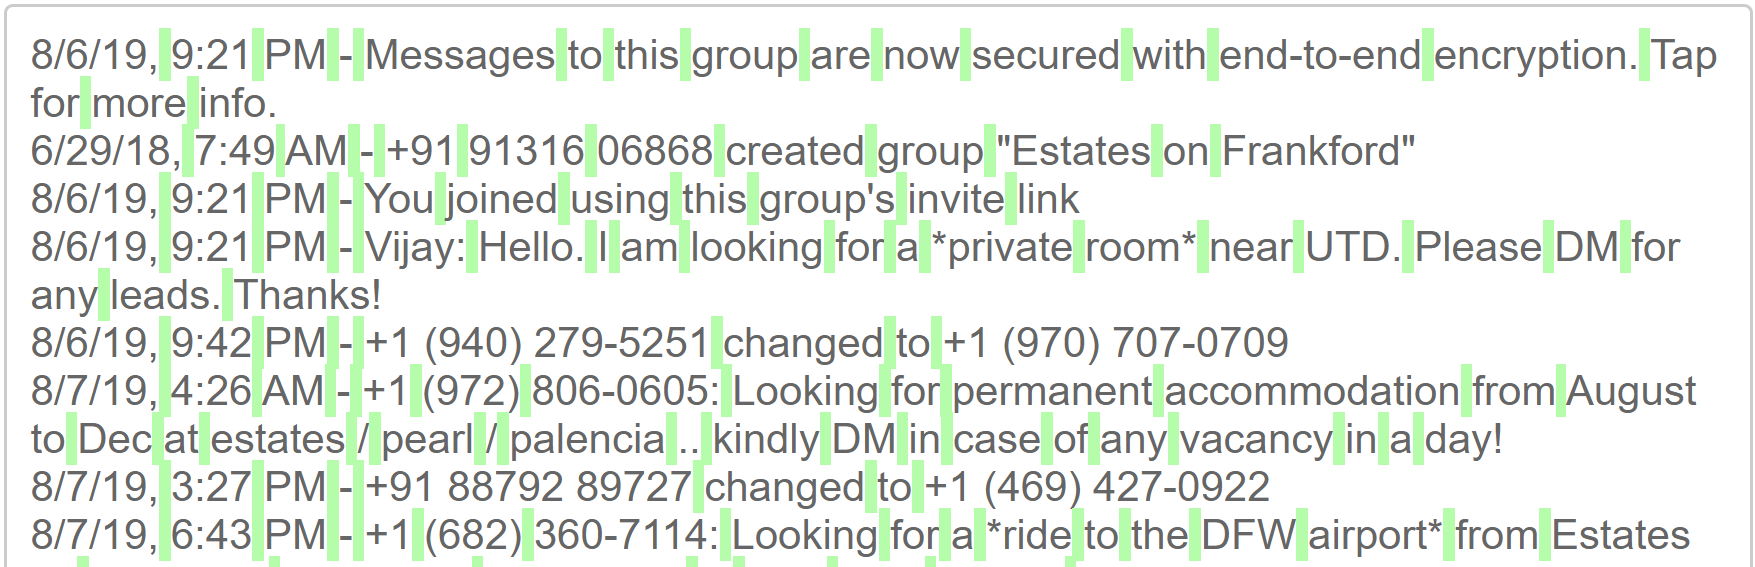 8/6/19, 9:21 PM - Messages to this group are now secured with end-to-end encryption. Tap
for more info.
6/29/18, 7:49 AM - +91 91316 06868 created group "Estates on Frankford"
8/6/19, 9:21 PM - You joined using this group's invite link
8/6/19, 9:21 PM - Vijay: Hello. I am looking for a *private room* near UTD. Please DM for
any leads. Thanks!
8/6/19, 9:42 PM - +1 (940) 279-5251 changed to +1 (970) 707-0709
8/7/19, 4:26 AM - +1 (972) 806-0605: Looking for permanent accommodation from August
to Dec at estates / pearl / palencia .. kindly DM in case of any vacancy in a day!
8/7/19, 3:27 PM - +91 88792 89727 changed to +1 (469) 427-0922
8/7/19, 6:43 PM - +1 (682) 360-7114: Looking for a *ride to the DFW airport* from Estates